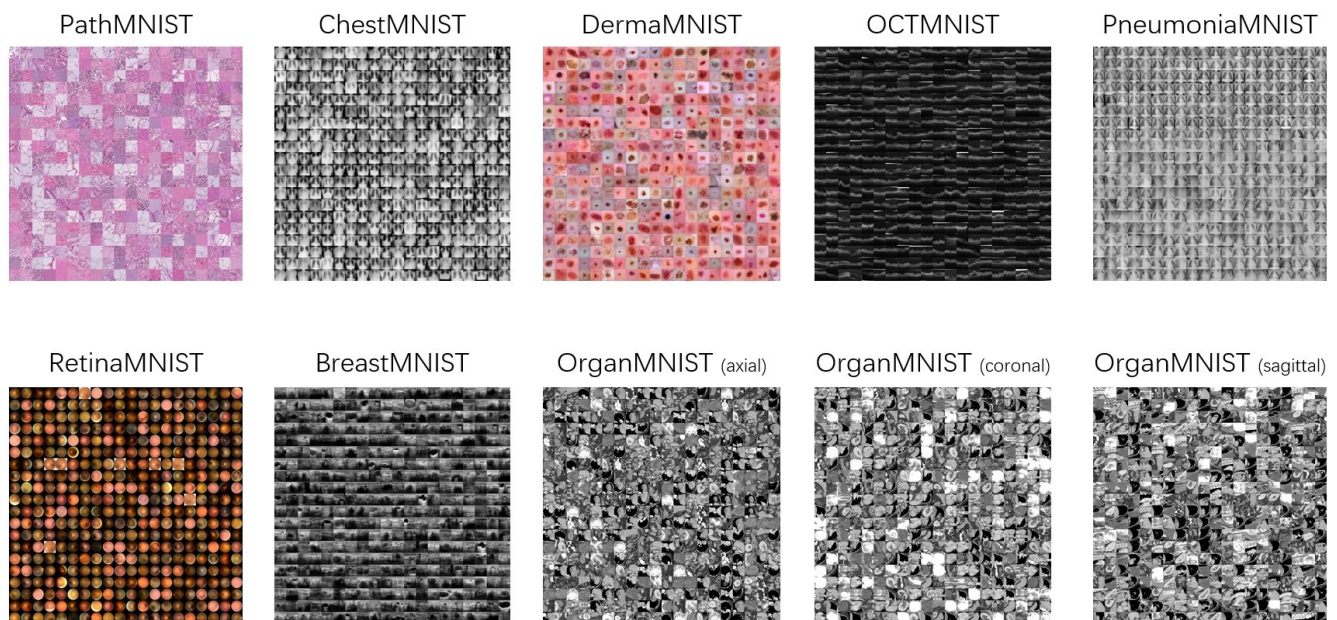 PathMNIST
ChestMNIST
DermaMNIST
OCTMNIST
PneumoniaMNIST
RetinaMNIST
BreastMNIST
OrganMNIST (axial)
OrganMNIST (coronal)
OrganMNIST (sagittal)